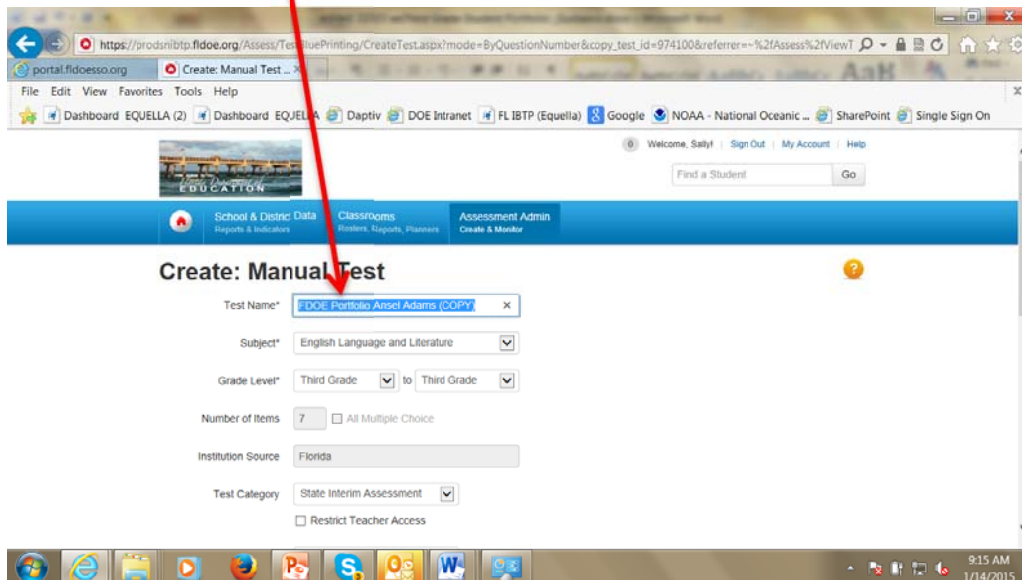 https://prodsnibtp.fldoe.org/Assess/TestBluePrinting/CreateTest.aspx?mode=ByQuestionNumber&copy_test_id=974100&referrer=~%2fAssess%2fViewT
portal.fldoesso.org Create: Manual Test ...
File Edit View Favorites Tools Help
Dashboard EQUELLA (2) Dashboard EQUELLA Daptiv DOE Intranet FL IBTP (Equella) Google NOAA - National Oceanic ... SharePoint Single Sign On
0 Welcome, Sally! Sign Out My Account Help
EDUCATION
Find a Student Go
School & District Data Classrooms Assessment Admin
Reports & Indicators Rosters, Reports, Planners Create & Monitor
Create: Manual Test
Test Name* FDOE Portfolio Ansel Adams (COPY)
Subject* English Language and Literature
Grade Level* Third Grade to Third Grade
Number of Items 7 All Multiple Choice
Institution Source Florida
Test Category State Interim Assessment
Restrict Teacher Access
9:15 AM
1/14/2015